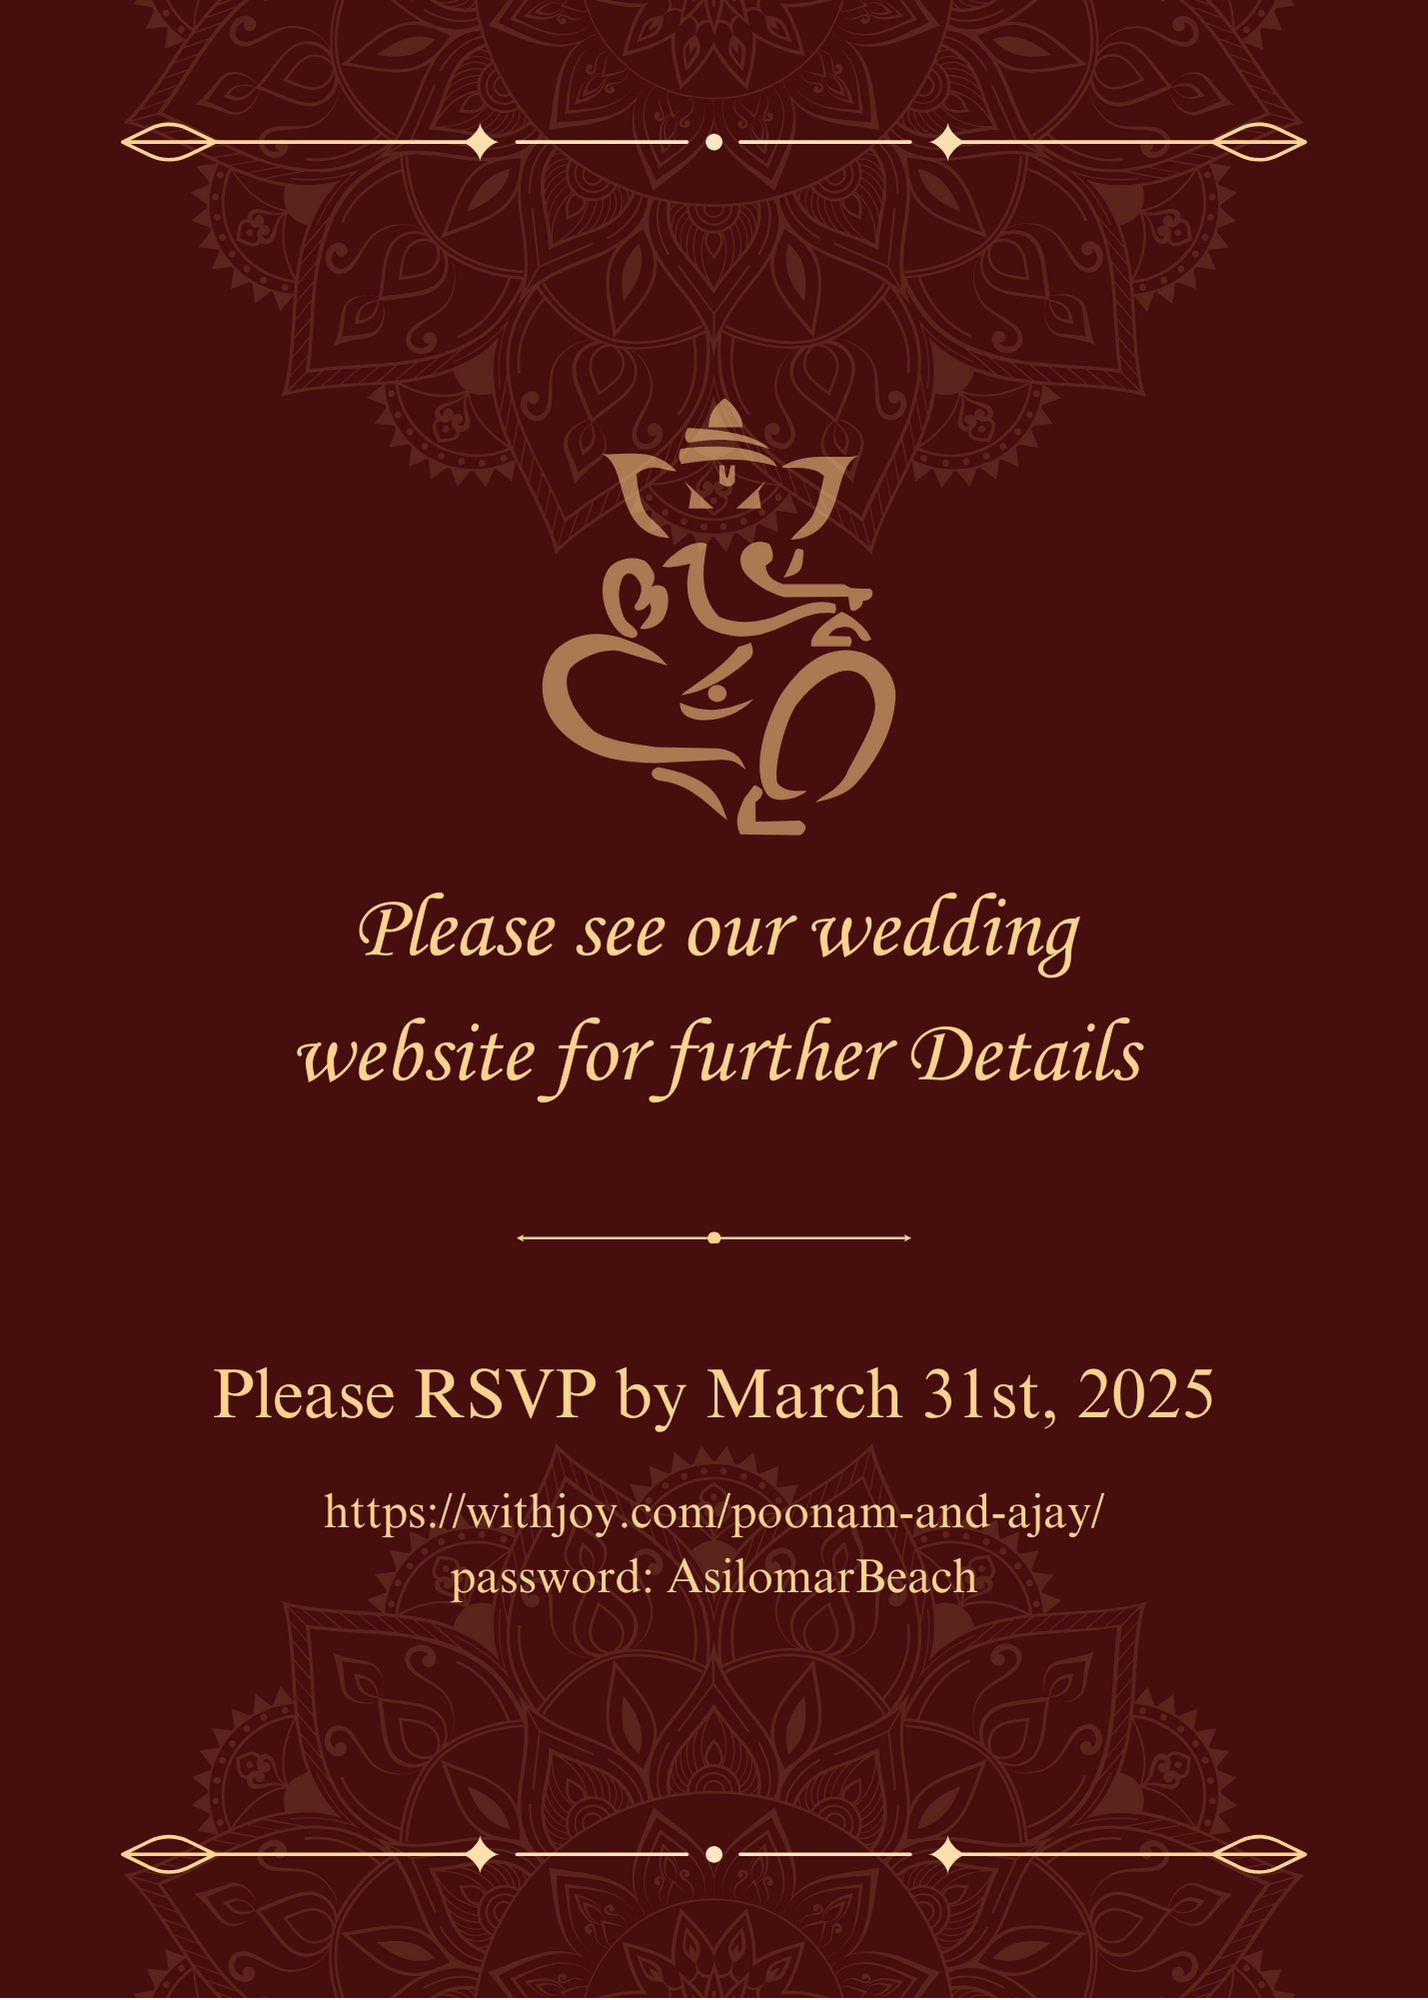 Please see our wedding
website for further Details
Please RSVP by March 31st, 2025
https://withjoy.com/poonam-and-ajay/
password: AsilomarBeach